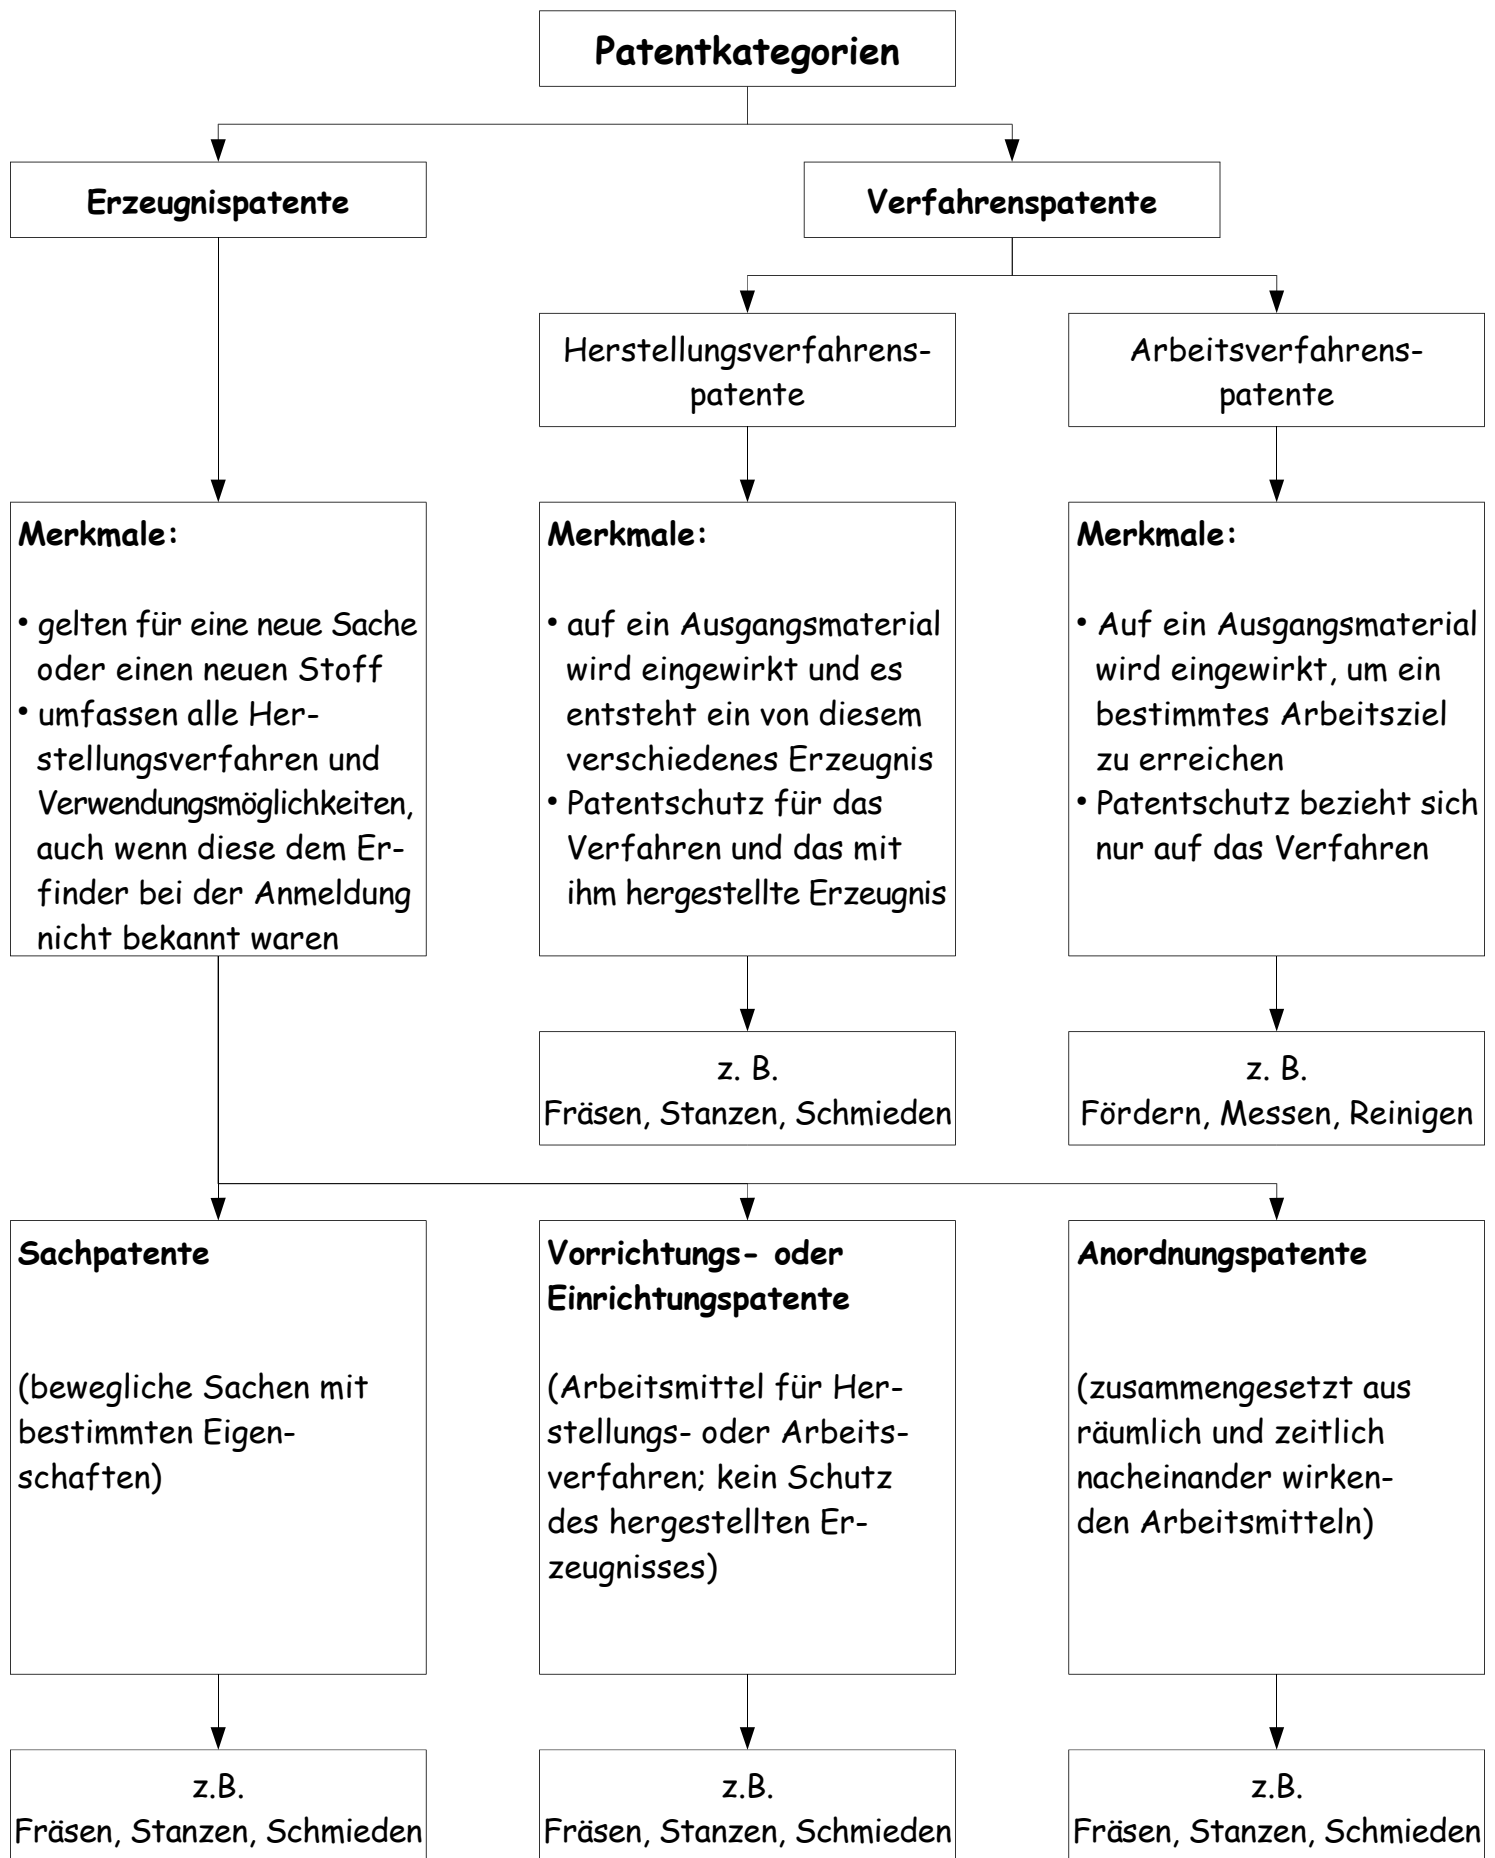 Patentkategorien
Erzeugnispatente
Verfahrenspatente
Herstellungsverfahrens-
patente
Arbeitsverfahrens-
patente
Merkmale:
• gelten für eine neue Sache
oder einen neuen Stoff
• umfassen alle Her-
stellungsverfahren und
Verwendungsmöglichkeiten,
auch wenn diese dem Er-
finder bei der Anmeldung
nicht bekannt waren
Merkmale:
• auf ein Ausgangsmaterial
wird eingewirkt und es
entsteht ein von diesem
verschiedenes Erzeugnis
• Patentschutz für das
Verfahren und das mit
ihm hergestellte Erzeugnis
Merkmale:
• Auf ein Ausgangsmaterial
wird eingewirkt, um ein
bestimmtes Arbeitsziel
zu erreichen
• Patentschutz bezieht sich
nur auf das Verfahren
z. B.
Fräsen, Stanzen, Schmieden
z. B.
Fördern, Messen, Reinigen
Sachpatente
(bewegliche Sachen mit
bestimmten Eigen-
schaften)
Vorrichtungs- oder
Einrichtungspatente
(Arbeitsmittel für Her-
stellungs- oder Arbeits-
verfahren; kein Schutz
des hergestellten Er-
zeugnisses)
Anordnungspatente
(zusammengesetzt aus
räumlich und zeitlich
nacheinander wirken-
den Arbeitsmitteln)
z.B.
Fräsen, Stanzen, Schmieden
z.B.
Fräsen, Stanzen, Schmieden
z.B.
Fräsen, Stanzen, Schmieden